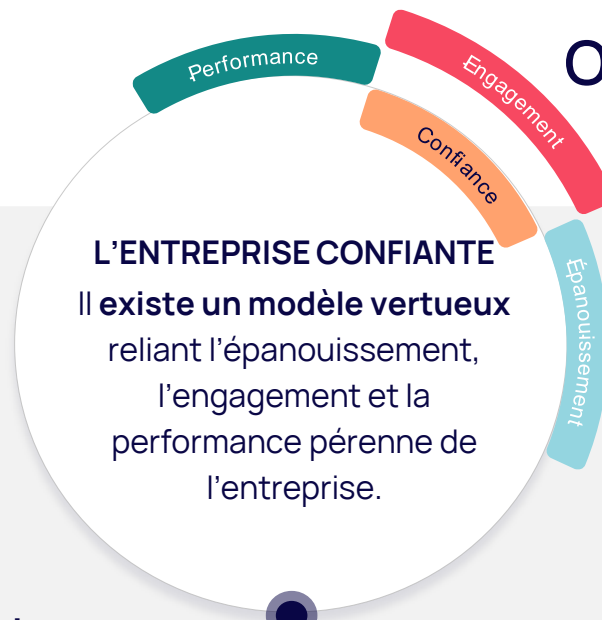 Performance
Engagement
Confiance
Épanouissement
L’ENTREPRISE CONFIANTE
Il existe un modèle vertueux
reliant l’épanouissement,
l’engagement et la
performance pérenne de
l’entreprise.